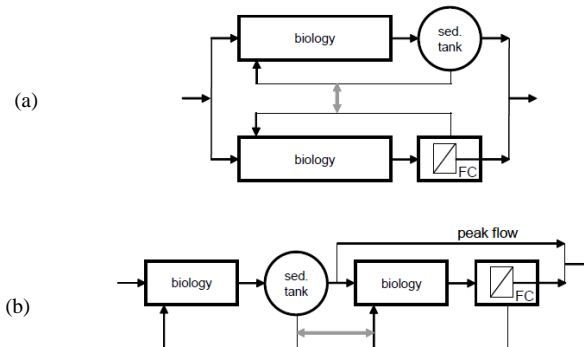 (a)
biology
sed.
tank
biology
FC
(b)
peak flow
biology
sed.
tank
biology
FC